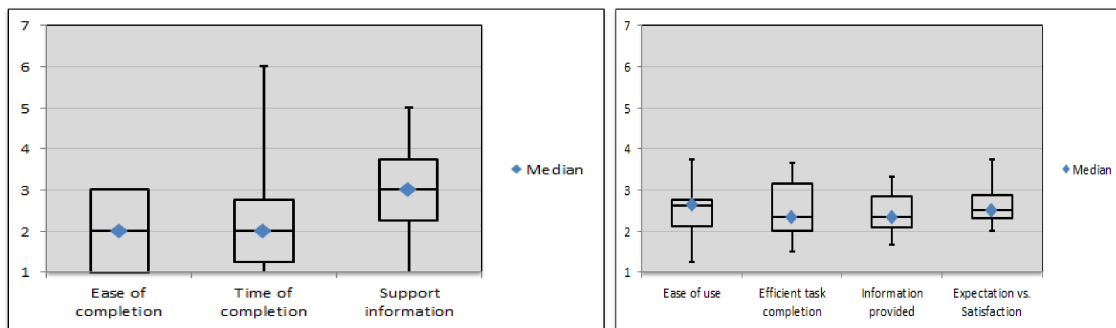 7
6
5
4
3
2
1
Ease of
completion
Time of
completion
Support
information
Median
7
6
5
4
3
2
1
Ease of use
Efficient task
completion
Information
provided
Expectation vs.
Satisfaction
Median